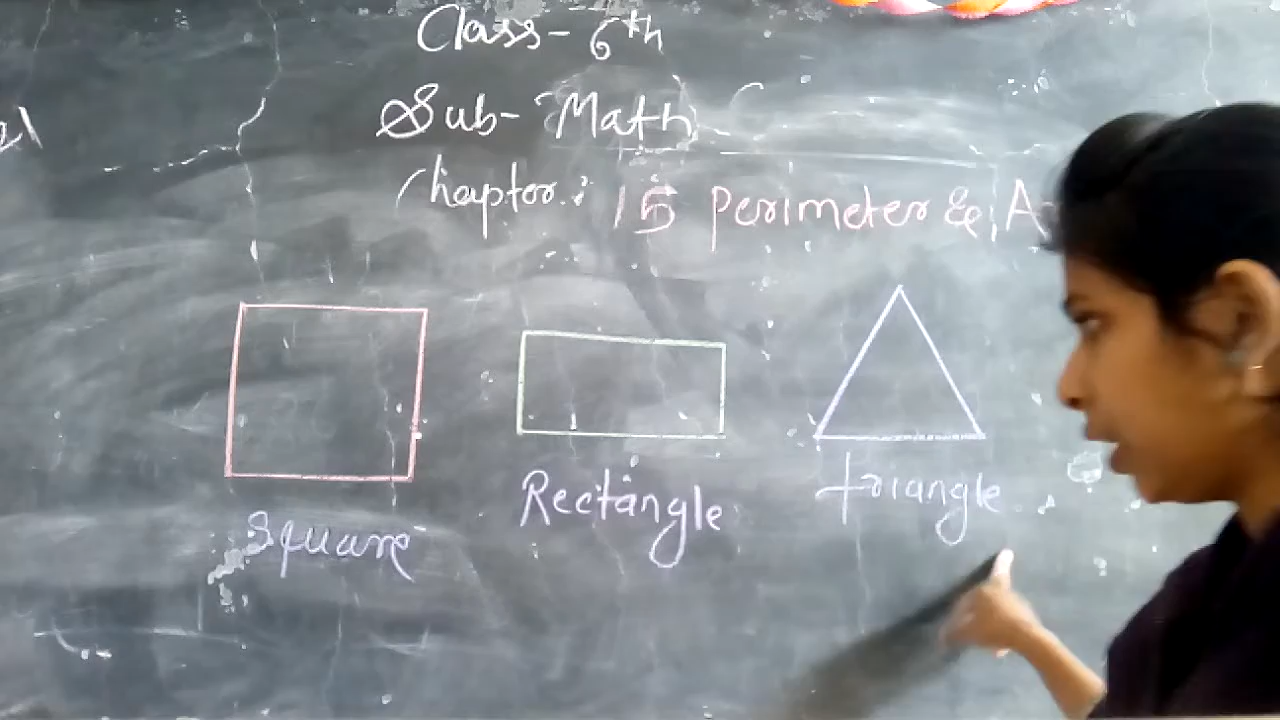 Class- 6th
Sub- Math
Chapter: 15 Perimeter &
Square
Rectangle
triangle